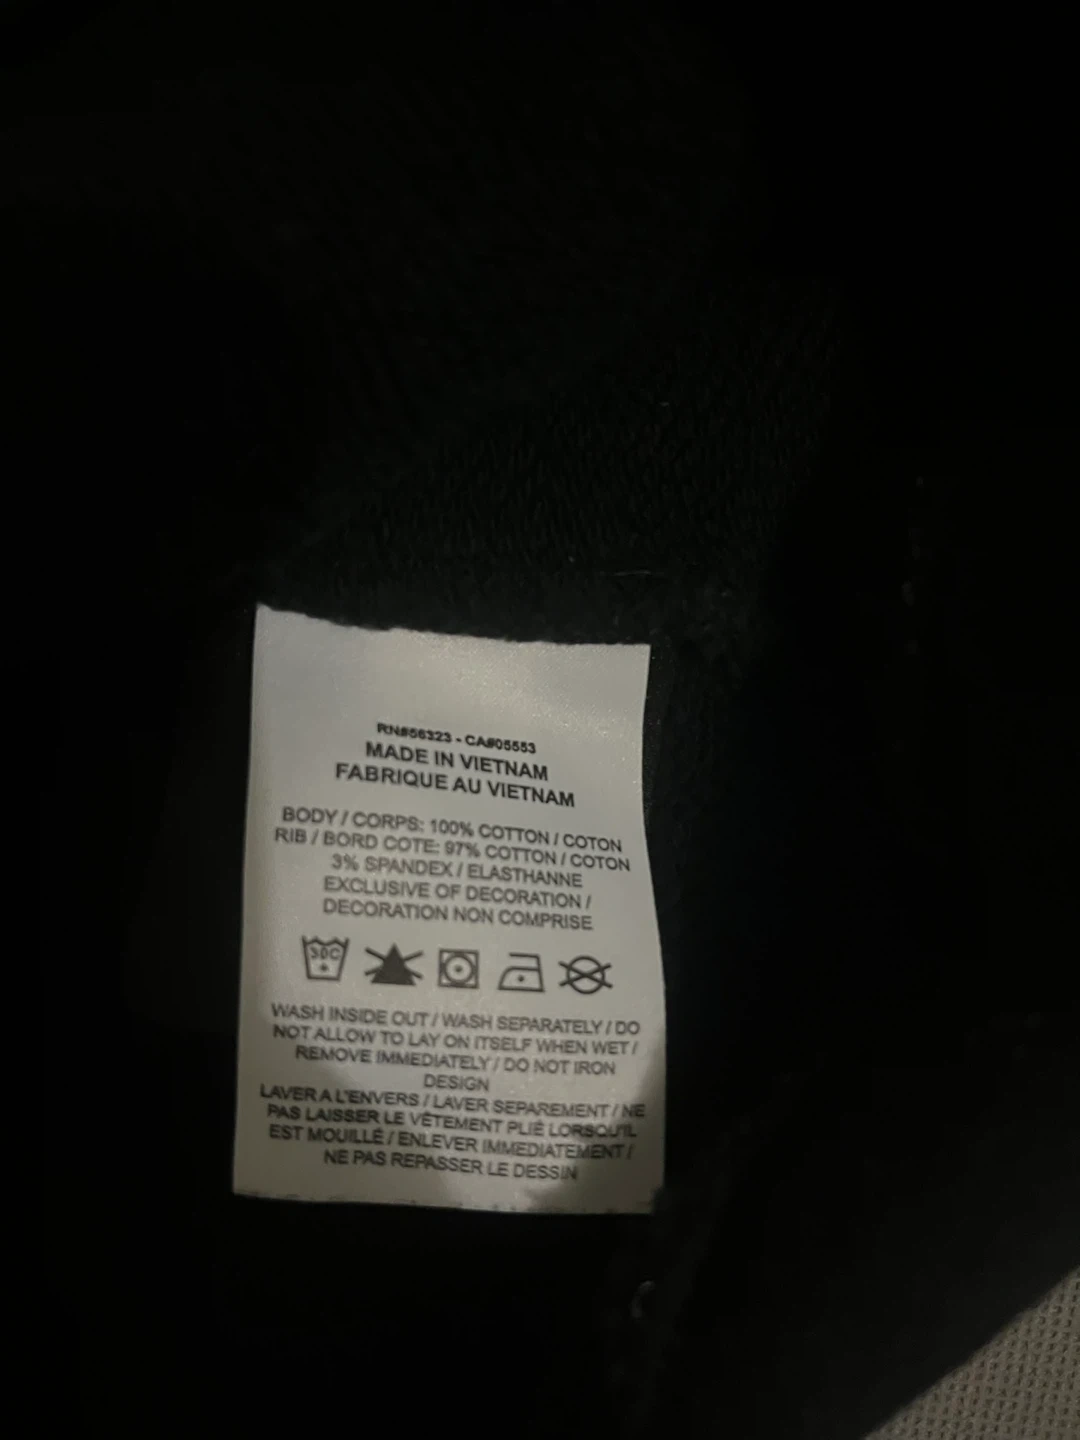 RN#56323 - CA#05553
MADE IN VIETNAM
FABRIQUE AU VIETNAM
BODY / CORPS: 100% COTTON / COTON
RIB / BORD COTE: 97% COTTON / COTON
3% SPANDEX / ELASTHANNE
EXCLUSIVE OF DECORATION /
DECORATION NON COMPRISE
30C
WASH INSIDE OUT / WASH SEPARATELY / DO
NOT ALLOW TO LAY ON ITSELF WHEN WET /
REMOVE IMMEDIATELY / DO NOT IRON
DESIGN
LAVER A L'ENVERS / LAVER SEPAREMENT / NE
PAS LAISSER LE VÊTEMENT PLIÉ LORSQU'IL
EST MOUILLÉ / ENLEVER IMMEDIATEMENT /
NE PAS REPASSER LE DESSIN